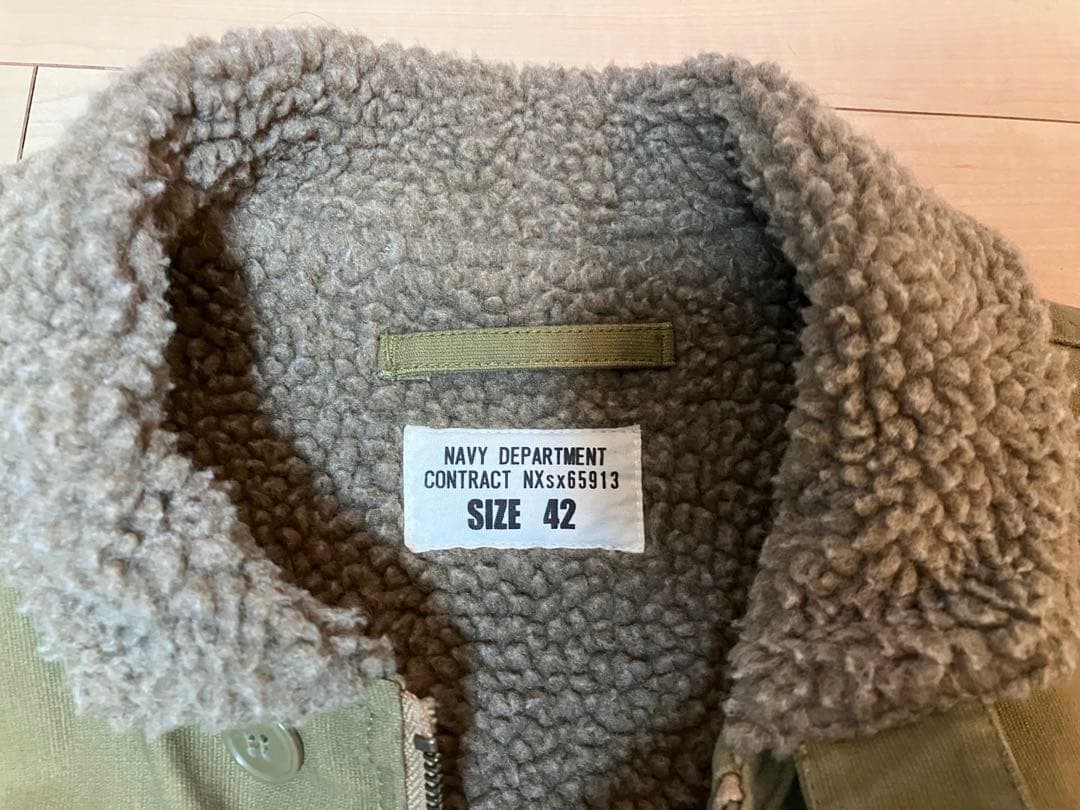 NAVY DEPARTMENT
CONTRACT NXsx65913
SIZE 42